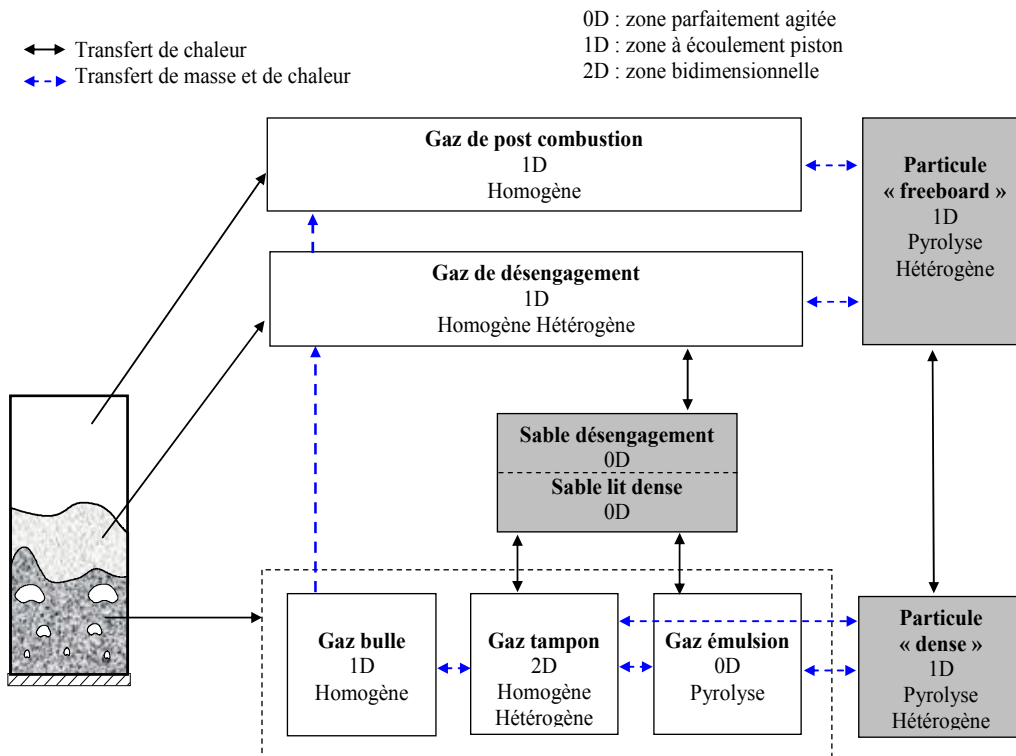 Transfert de chaleur
Transfert de masse et de chaleur
0D : zone parfaitement agitée
1D : zone à écoulement piston
2D : zone bidimensionnelle
Gaz de post combustion
1D
Homogène
Particule
« freeboard »
1D
Pyrolyse
Hétérogène
Gaz de désengagement
1D
Homogène Hétérogène
Sable désengagement
0D
Sable lit dense
0D
Gaz bulle
1D
Homogène
Gaz tampon
2D
Homogène
Hétérogène
Gaz émulsion
0D
Pyrolyse
Particule
« dense »
1D
Pyrolyse
Hétérogène